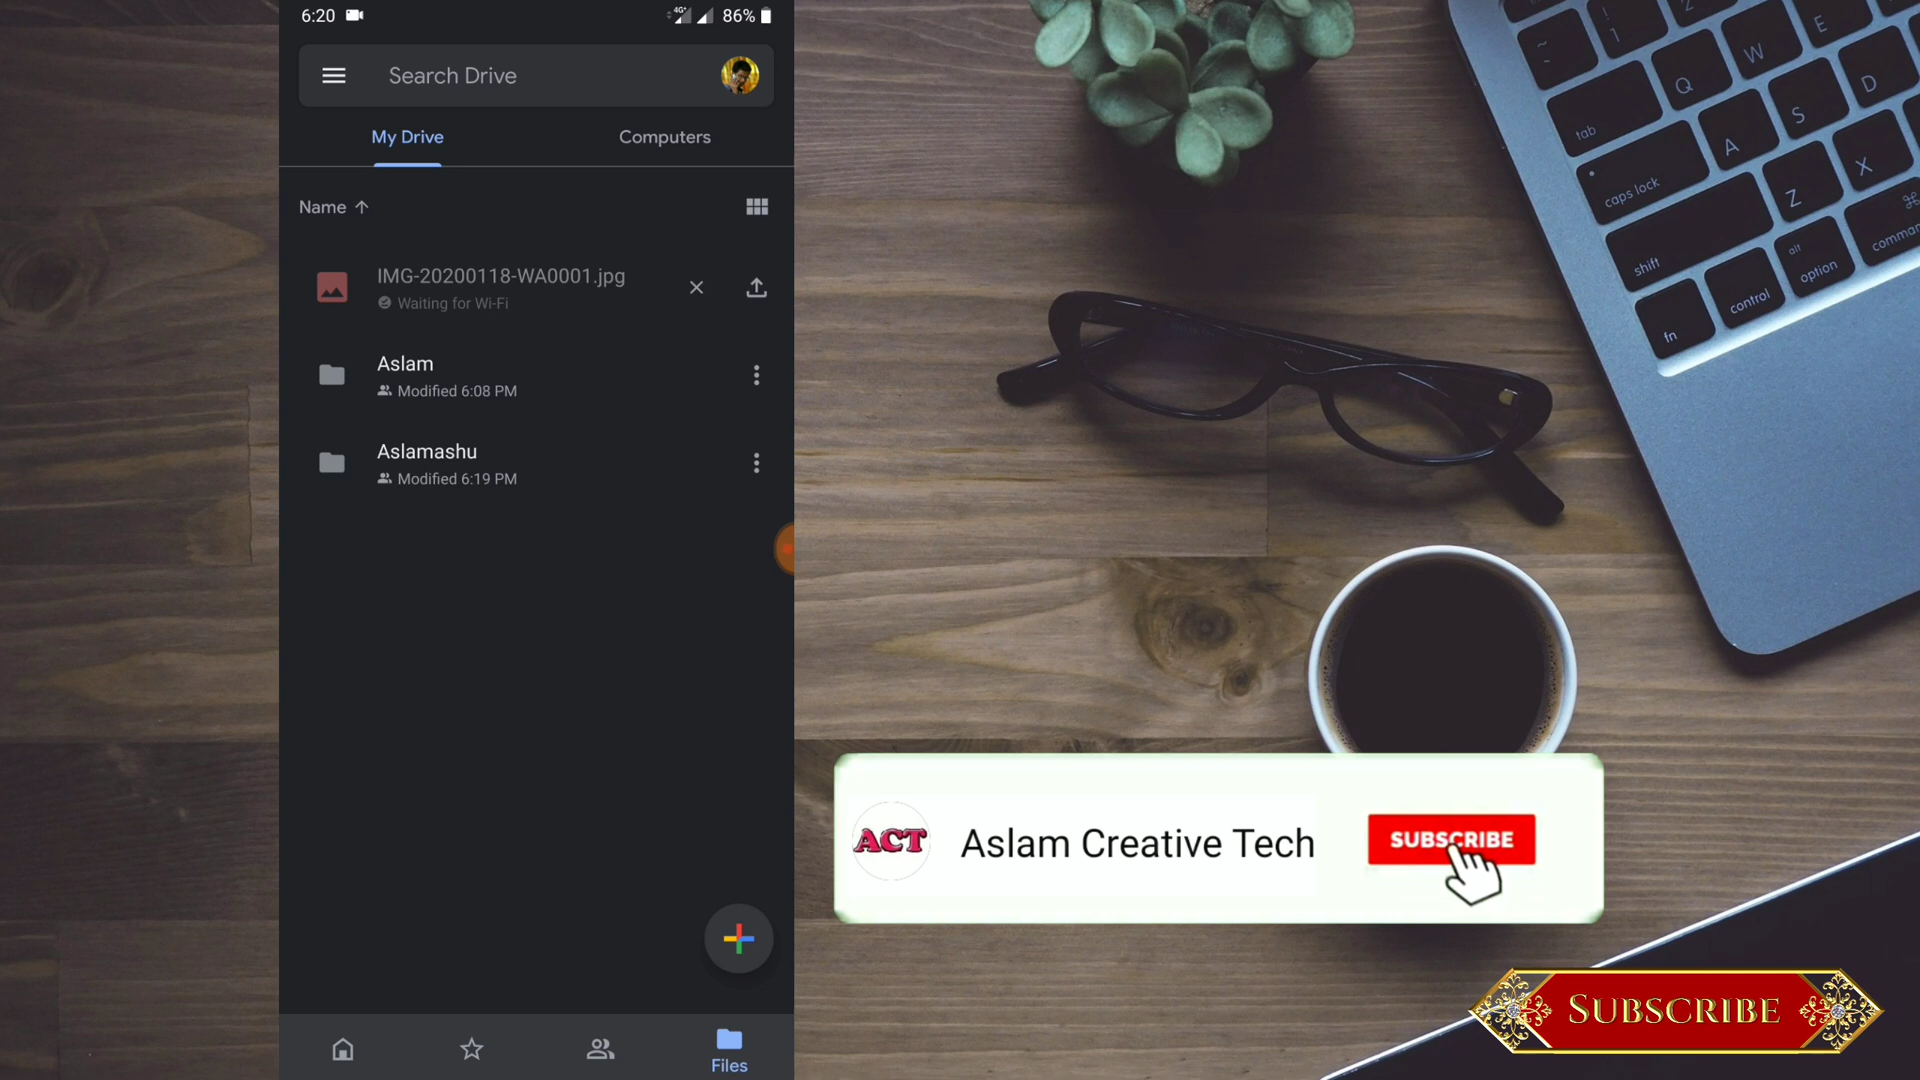 6:20
4G+
86%
Search Drive
My Drive
Computers
Name
IMG-20200118-WA0001.jpg
Waiting for Wi-Fi
Aslam
Modified 6:08 PM
Aslamashu
Modified 6:19 PM
Files
tab
caps lock
shift
fn
control
alt
option
comman
Q
W
E
A
S
D
Z
X
ACT
Aslam Creative Tech
SUBSCRIBE
SUBSCRIBE